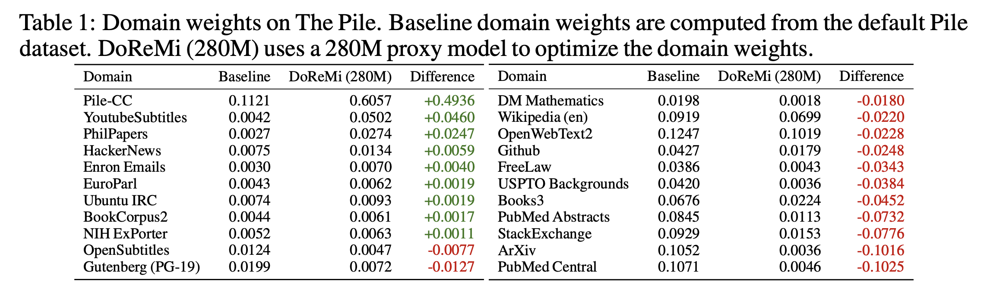 Table 1: Domain weights on The Pile. Baseline domain weights are computed from the default Pile
dataset. DoReMi (280M) uses a 280M proxy model to optimize the domain weights.
Domain Baseline DoReMi (280M) Difference
Pile-CC 0.1121 0.6057 +0.4936
YoutubeSubtitles 0.0042 0.0502 +0.0460
PhilPapers 0.0027 0.0274 +0.0247
HackerNews 0.0075 0.0134 +0.0059
Enron Emails 0.0030 0.0070 +0.0040
EuroParl 0.0043 0.0062 +0.0019
Ubuntu IRC 0.0074 0.0093 +0.0019
BookCorpus2 0.0044 0.0061 +0.0017
NIH ExPorter 0.0052 0.0063 +0.0011
OpenSubtitles 0.0124 0.0047 -0.0077
Gutenberg (PG-19) 0.0199 0.0072 -0.0127
Domain Baseline DoReMi (280M) Difference
DM Mathematics 0.0198 0.0018 -0.0180
Wikipedia (en) 0.0919 0.0699 -0.0220
OpenWebText2 0.1247 0.1019 -0.0228
Github 0.0427 0.0179 -0.0248
FreeLaw 0.0386 0.0043 -0.0343
USPTO Backgrounds 0.0420 0.0036 -0.0384
Books3 0.0676 0.0224 -0.0452
PubMed Abstracts 0.0845 0.0113 -0.0732
StackExchange 0.0929 0.0153 -0.0776
ArXiv 0.1052 0.0036 -0.1016
PubMed Central 0.1071 0.0046 -0.1025